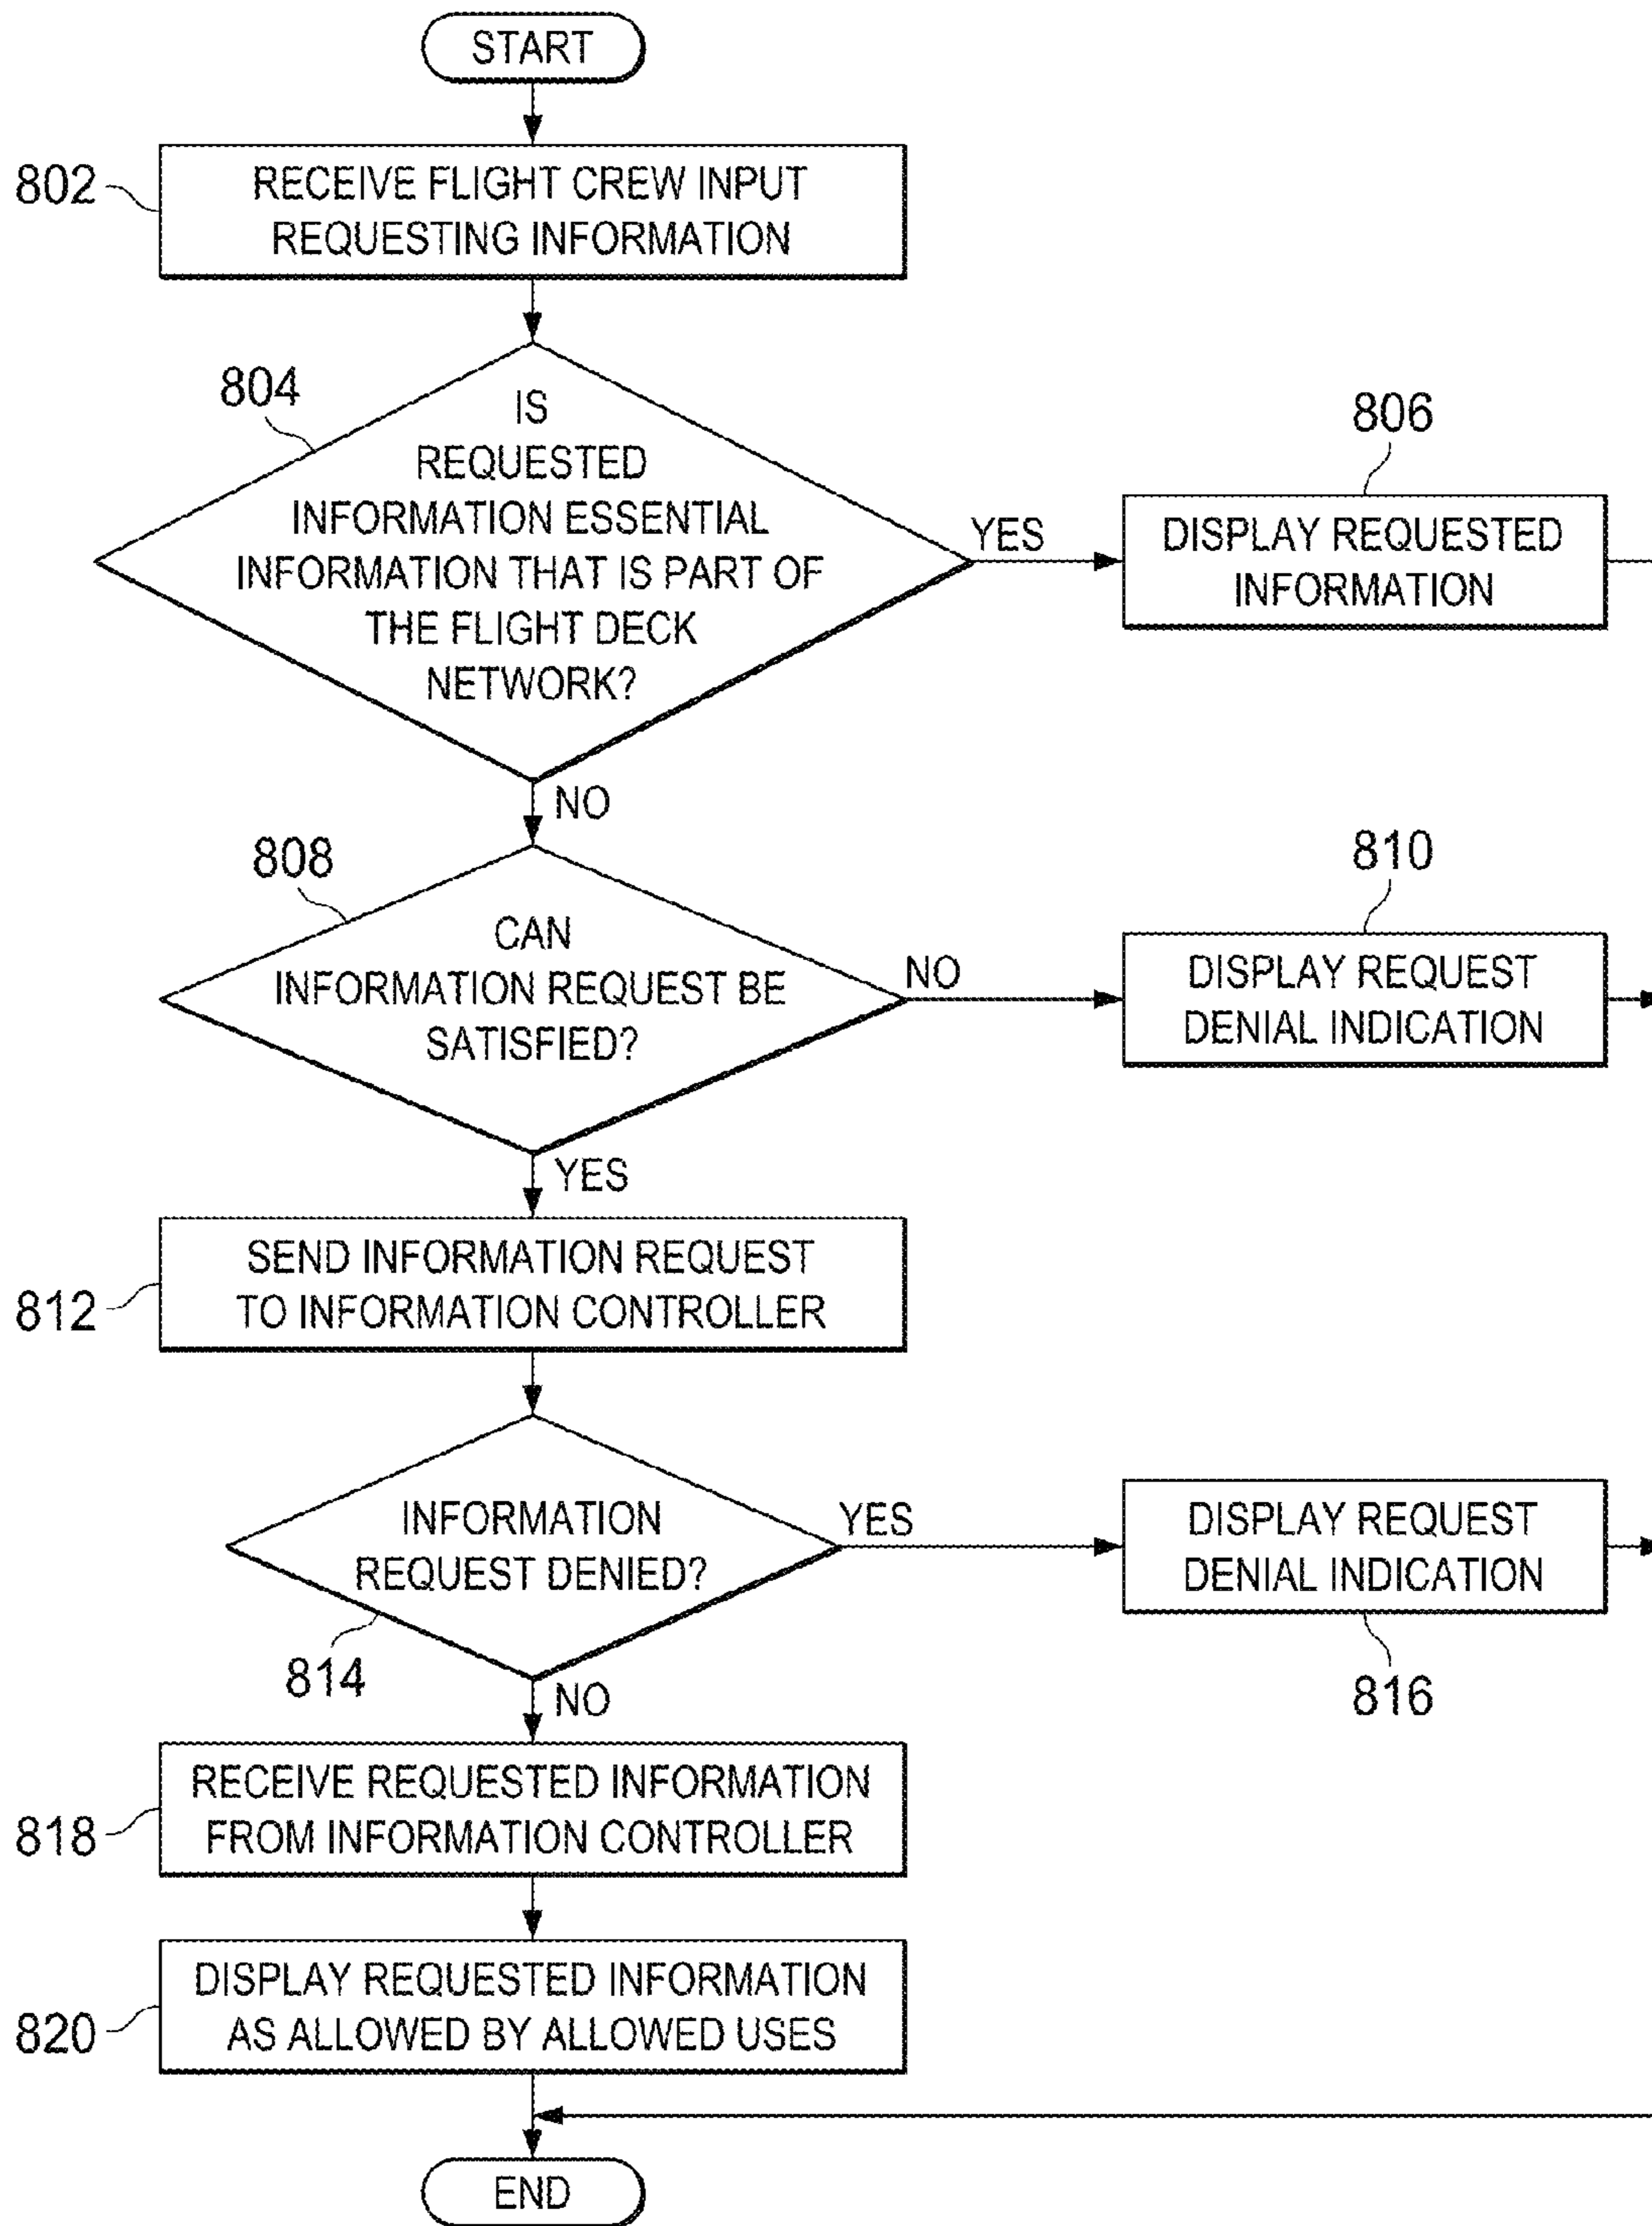 START
802
RECEIVE FLIGHT CREW INPUT
REQUESTING INFORMATION
804
IS
REQUESTED
INFORMATION ESSENTIAL
INFORMATION THAT IS PART OF
THE FLIGHT DECK
NETWORK?
YES
806
DISPLAY REQUESTED
INFORMATION
NO
808
CAN
INFORMATION REQUEST BE
SATISFIED?
NO
810
DISPLAY REQUEST
DENIAL INDICATION
YES
812
SEND INFORMATION REQUEST
TO INFORMATION CONTROLLER
INFORMATION
REQUEST DENIED?
814
YES
DISPLAY REQUEST
DENIAL INDICATION
816
NO
818
RECEIVE REQUESTED INFORMATION
FROM INFORMATION CONTROLLER
820
DISPLAY REQUESTED INFORMATION
AS ALLOWED BY ALLOWED USES
END